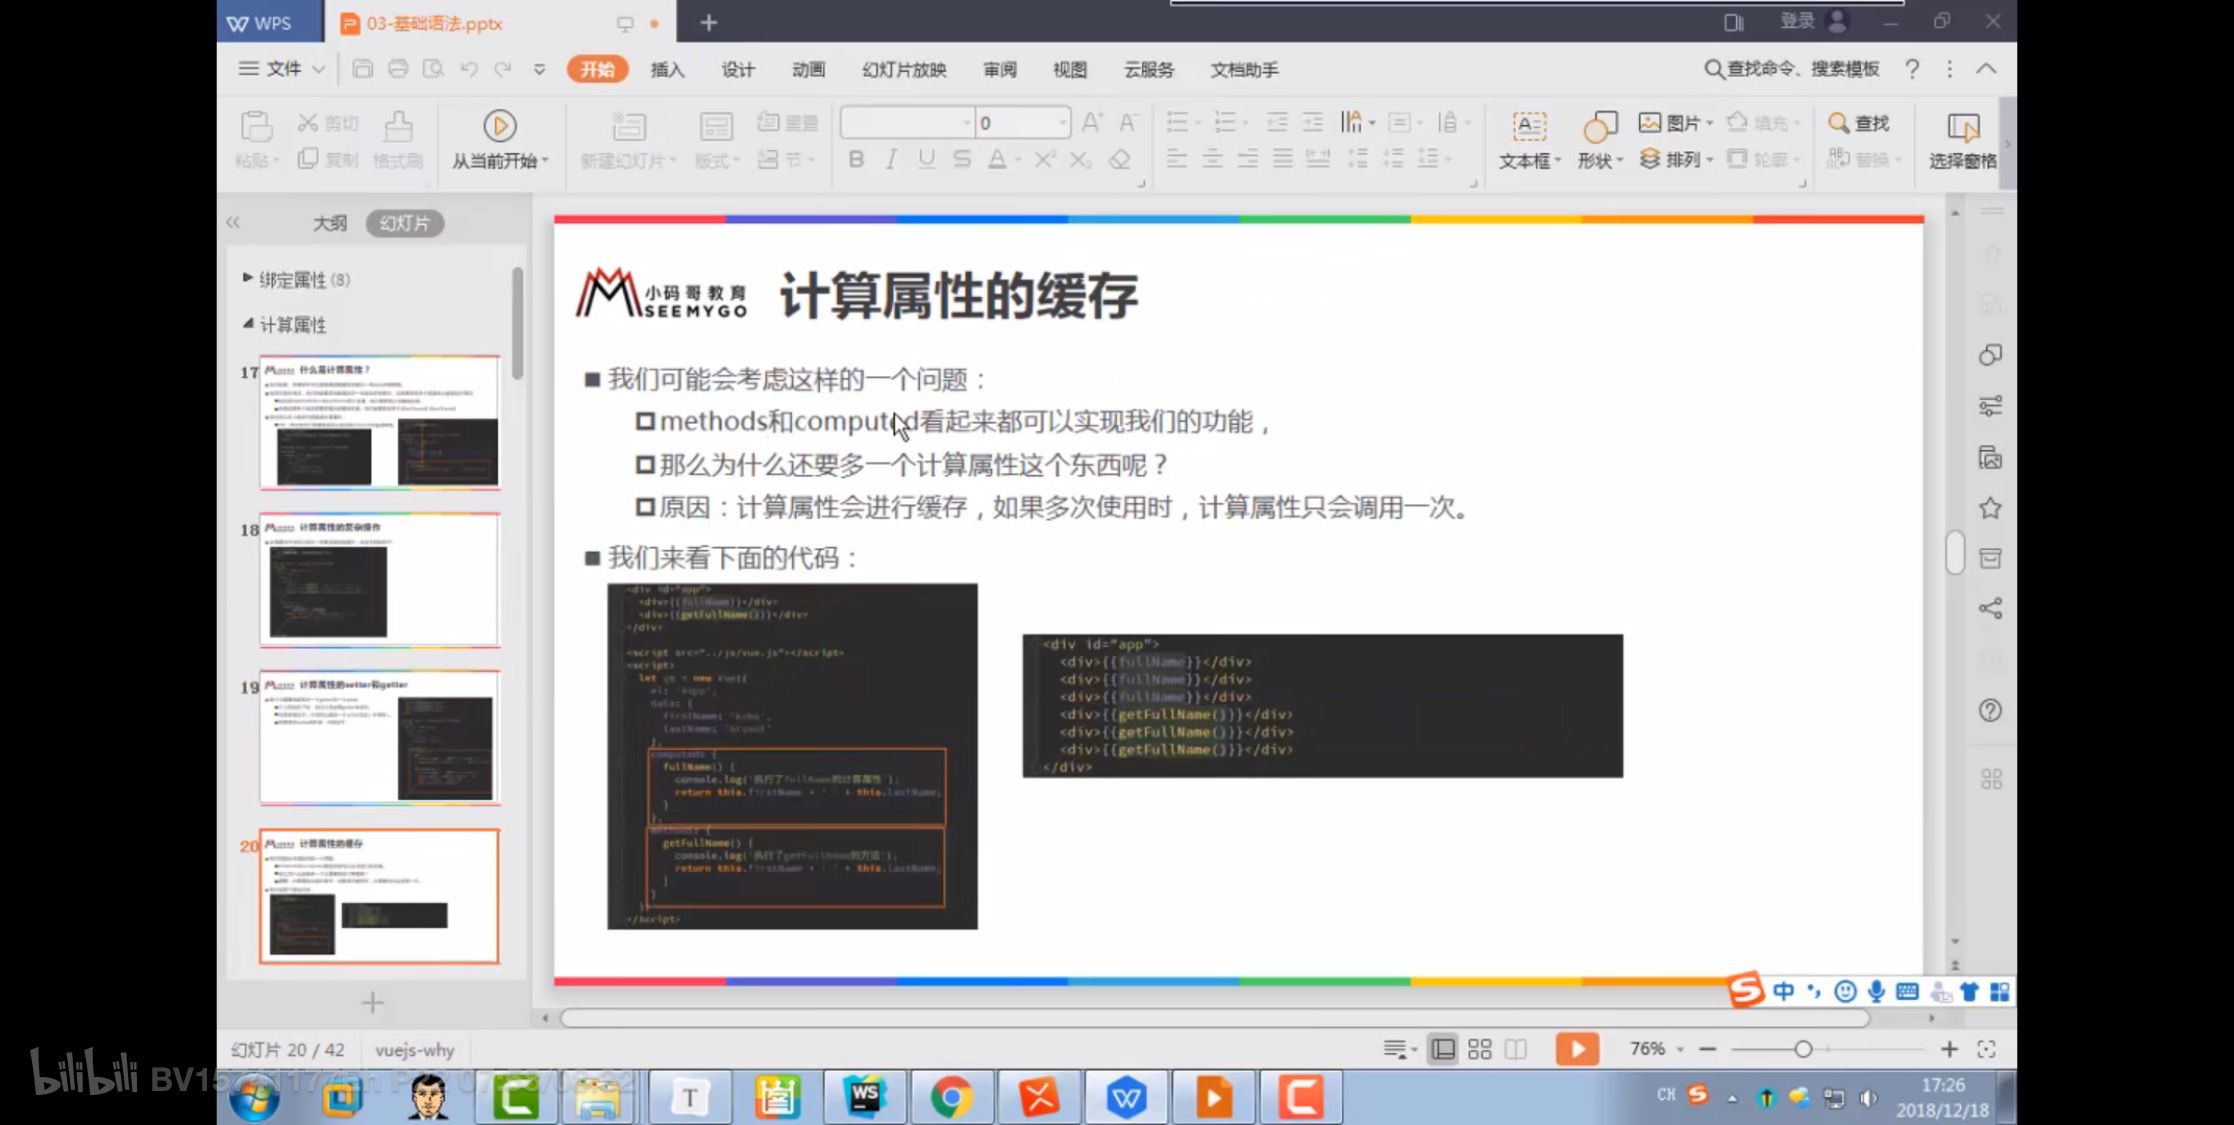 WPS
03-基础语法.pptx
登录
文件
开始
插入
设计
动画
幻灯片放映
审阅
视图
云服务
文档助手
查找命令、搜索模板
粘贴
剪切
复制
格式刷
从当前开始
新建幻灯片
版式
重置
节
0
文本框
形状
图片
排列
填充
轮廓
查找
替换
选择窗格
大纲
幻灯片
绑定属性 (8)
计算属性
17
什么是计算属性？
18
计算属性的复杂操作
19
计算属性的setter和getter
20
计算属性的缓存
小码哥教育
SEEMYGO
计算属性的缓存
我们可能会考虑这样的一个问题：
methods和computed看起来都可以实现我们的功能，
那么为什么还要多一个计算属性这个东西呢？
原因：计算属性会进行缓存，如果多次使用时，计算属性只会调用一次。
我们来看下面的代码：
<div id="app">
<div>{{fullName}}</div>
<div>{{getFullName()}}</div>
</div>
<script src="../js/vue.js"></script>
<script>
let vm = new Vue({
el: '#app',
data: {
firstName: 'kobe',
lastName: 'bryant'
},
computed: {
fullName() {
console.log('执行了fullName的计算属性');
return this.firstName + ' ' + this.lastName;
}
},
methods: {
getFullName() {
console.log('执行了getFullName的方法');
return this.firstName + ' ' + this.lastName;
}
}
})
</script>
<div id="app">
<div>{{fullName}}</div>
<div>{{fullName}}</div>
<div>{{fullName}}</div>
<div>{{getFullName()}}</div>
<div>{{getFullName()}}</div>
<div>{{getFullName()}}</div>
</div>
中
幻灯片 20 / 42
vuejs-why
76%
bilibili
WS
CH
17:26
2018/12/18